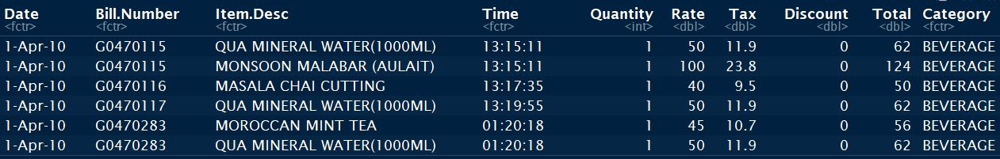 Date Bill.Number Item.Desc Time Quantity Rate Tax Discount Total Category
<fctr> <fctr> <fctr> <fctr> <int> <dbl> <dbl> <dbl> <dbl> <fctr>
1-Apr-10 G0470115 QUA MINERAL WATER(1000ML) 13:15:11 1 50 11.9 0 62 BEVERAGE
1-Apr-10 G0470115 MONSOON MALABAR (AULAIT) 13:15:11 1 100 23.8 0 124 BEVERAGE
1-Apr-10 G0470116 MASALA CHAI CUTTING 13:17:35 1 40 9.5 0 50 BEVERAGE
1-Apr-10 G0470117 QUA MINERAL WATER(1000ML) 13:19:55 1 50 11.9 0 62 BEVERAGE
1-Apr-10 G0470283 MOROCCAN MINT TEA 01:20:18 1 45 10.7 0 56 BEVERAGE
1-Apr-10 G0470283 QUA MINERAL WATER(1000ML) 01:20:18 1 50 11.9 0 62 BEVERAGE